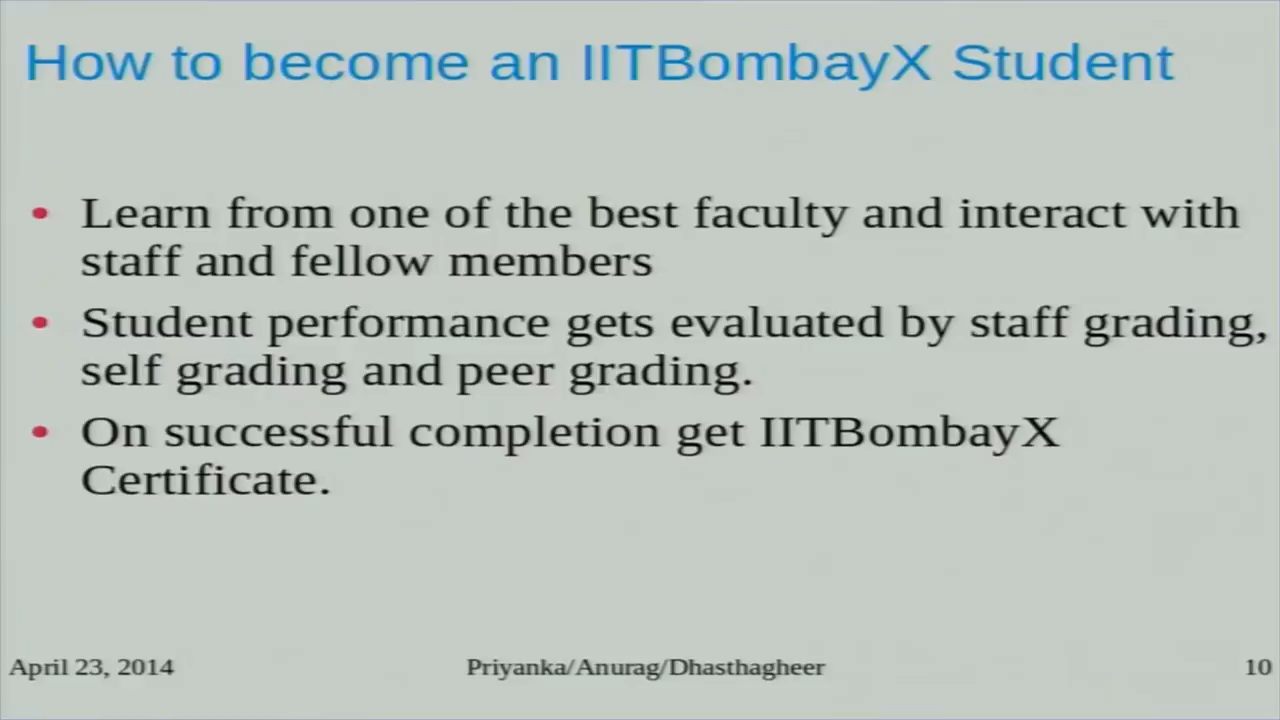 How to become an IITBombayX Student
• Learn from one of the best faculty and interact with
staff and fellow members
• Student performance gets evaluated by staff grading,
self grading and peer grading.
• On successful completion get IITBombayX
Certificate.
April 23, 2014
Priyanka/Anurag/Dhasthagheer
10